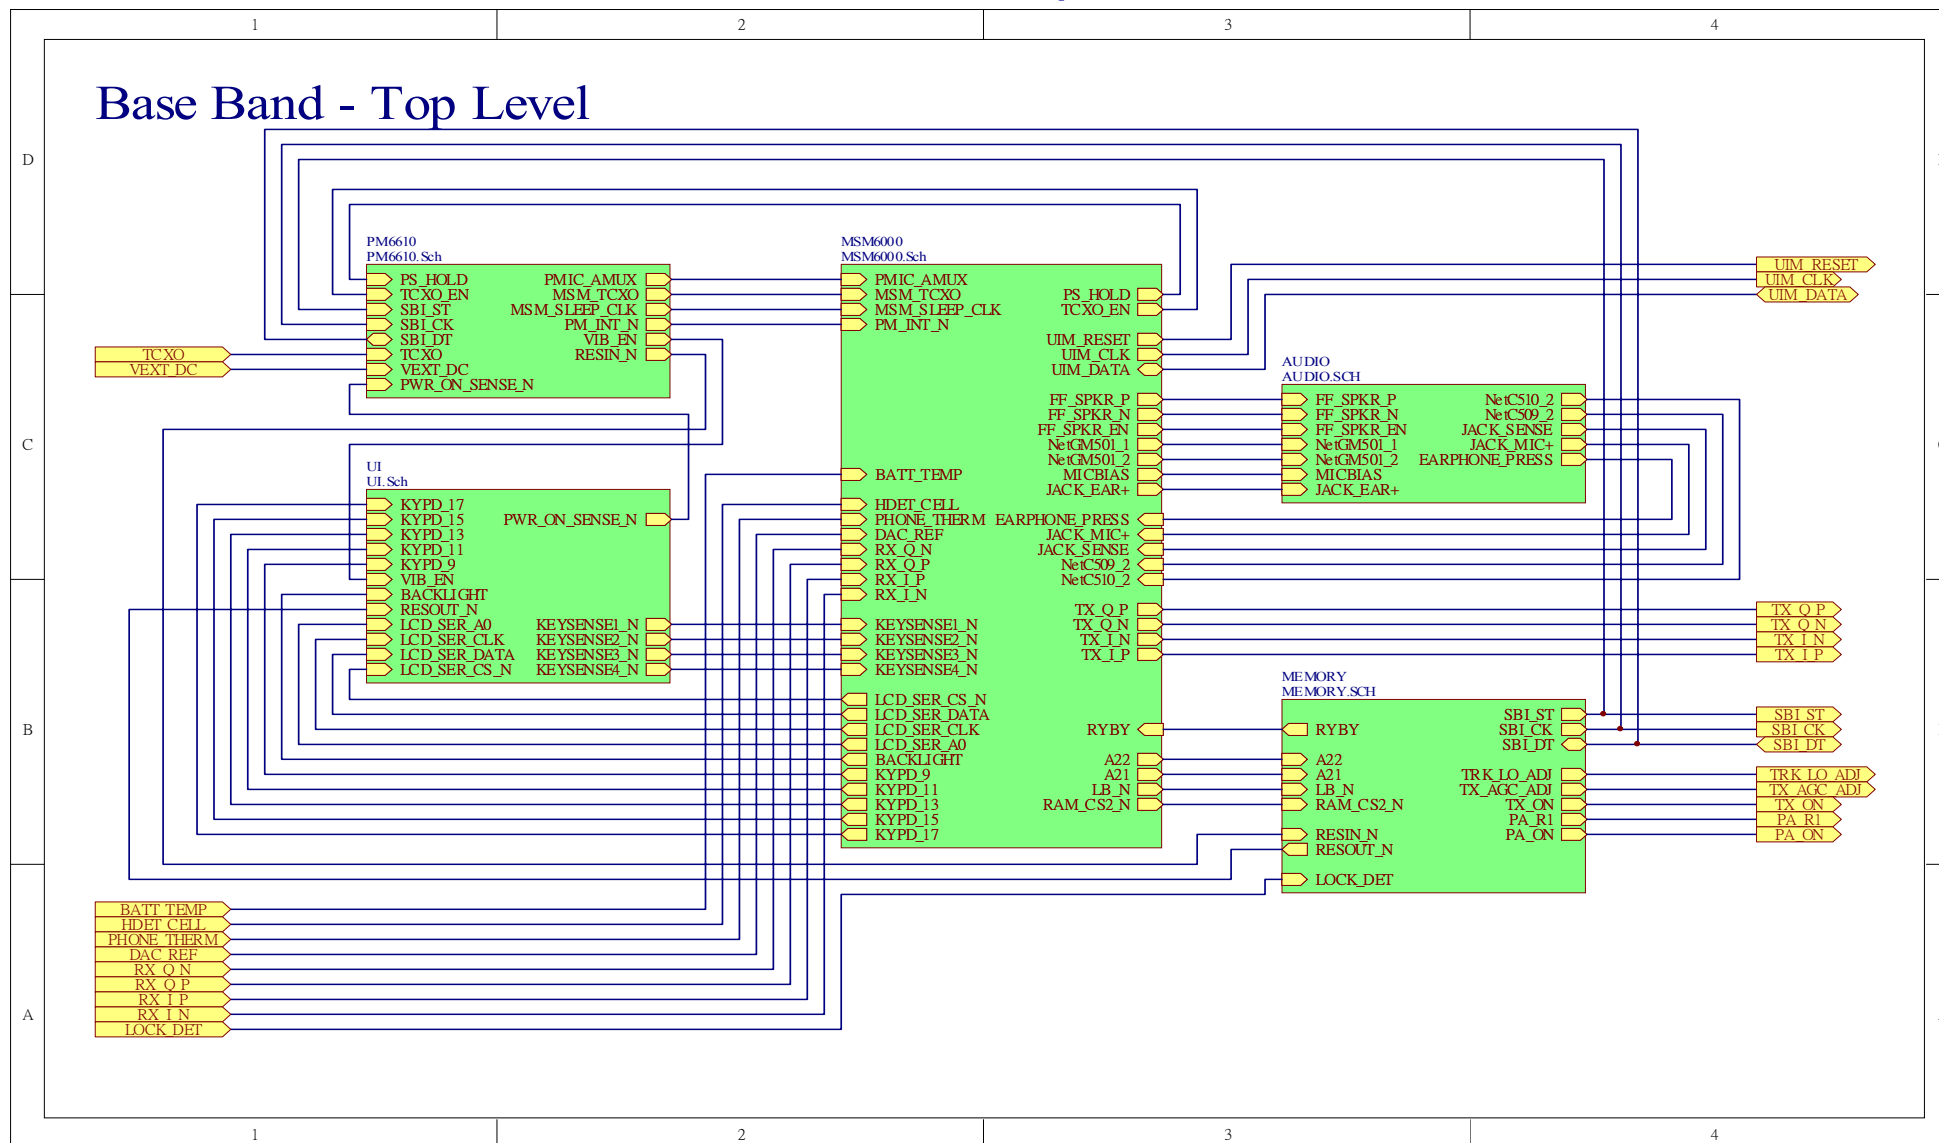 1 2 3 4
Base Band - Top Level
D
PM6610
PM6610.Sch
PS_HOLD PMIC_AMUX
TCXO_EN MSM_TCXO
SBI_ST MSM_SLEEP_CLK
SBI_CK PM_INT_N
SBI_DT VIB_EN
TCXO RESIN_N
VEXT_DC
PWR_ON_SENSE_N
TCXO
VEXT_DC
MSM6000
MSM6000.Sch
PMIC_AMUX
MSM_TCXO PS_HOLD
MSM_SLEEP_CLK TCXO_EN
PM_INT_N
UIM_RESET
UIM_CLK
UIM_DATA
FF_SPKR_P
FF_SPKR_N
FF_SPKR_EN
NetGM501_1
NetGM501_2
BATT_TEMP MICBIAS
JACK_EAR+
HDET_CELL
PHONE_THERM EARPHONE_PRESS
DAC_REF JACK_MIC+
RX_Q_N JACK_SENSE
RX_Q_P NetC509_2
RX_I_P NetC510_2
RX_I_N
TX_Q_P
KEYSENSE1_N TX_Q_N
KEYSENSE2_N TX_I_N
KEYSENSE3_N TX_I_P
KEYSENSE4_N
LCD_SER_CS_N
LCD_SER_DATA
LCD_SER_CLK RYBY
LCD_SER_A0
BACKLIGHT A22
KYPD_9 A21
KYPD_11 LB_N
KYPD_13 RAM_CS2_N
KYPD_15
KYPD_17
UIM_RESET
UIM_CLK
UIM_DATA
AUDIO
AUDIO.SCH
FF_SPKR_P NetC510_2
FF_SPKR_N NetC509_2
FF_SPKR_EN JACK_SENSE
NetGM501_1 JACK_MIC+
NetGM501_2 EARPHONE_PRESS
MICBIAS
JACK_EAR+
C
UI
UI.Sch
KYPD_17
KYPD_15 PWR_ON_SENSE_N
KYPD_13
KYPD_11
KYPD_9
VIB_EN
BACKLIGHT
RESOUT_N
LCD_SER_A0 KEYSENSE1_N
LCD_SER_CLK KEYSENSE2_N
LCD_SER_DATA KEYSENSE3_N
LCD_SER_CS_N KEYSENSE4_N
TX_Q_P
TX_Q_N
TX_I_N
TX_I_P
MEMORY
MEMORY.SCH
SBI_ST
RYBY SBI_CK
SBI_DT
A22
A21 TRK_LO_ADJ
LB_N TX_AGC_ADJ
RAM_CS2_N TX_ON
PA_R1
RESIN_N PA_ON
RESOUT_N
LOCK_DET
SBI_ST
SBI_CK
SBI_DT
TRK_LO_ADJ
TX_AGC_ADJ
TX_ON
PA_R1
PA_ON
B
BATT_TEMP
HDET_CELL
PHONE_THERM
DAC_REF
RX_Q_N
RX_Q_P
RX_I_P
RX_I_N
LOCK_DET
A
1 2 3 4